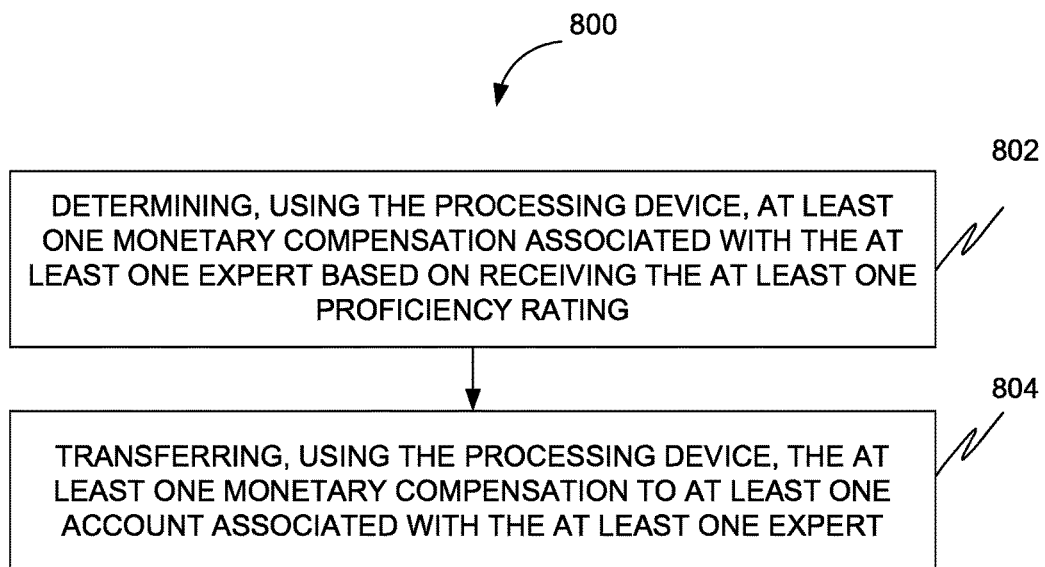 800
802
DETERMINING, USING THE PROCESSING DEVICE, AT LEAST
ONE MONETARY COMPENSATION ASSOCIATED WITH THE AT
LEAST ONE EXPERT BASED ON RECEIVING THE AT LEAST ONE
PROFICIENCY RATING
804
TRANSFERRING, USING THE PROCESSING DEVICE, THE AT
LEAST ONE MONETARY COMPENSATION TO AT LEAST ONE
ACCOUNT ASSOCIATED WITH THE AT LEAST ONE EXPERT